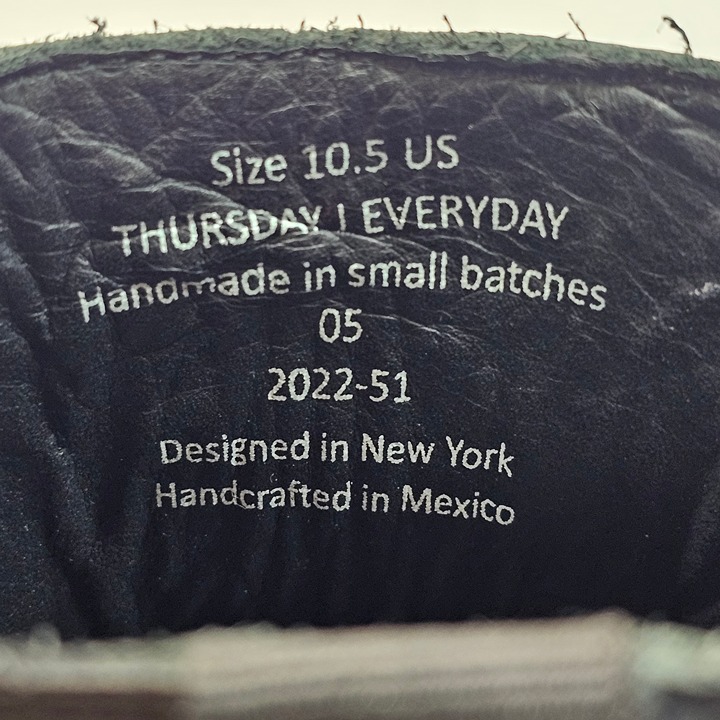 Size 10.5 US
THURSDAY | EVERYDAY
Handmade in small batches
05
2022-51
Designed in New York
Handcrafted in Mexico